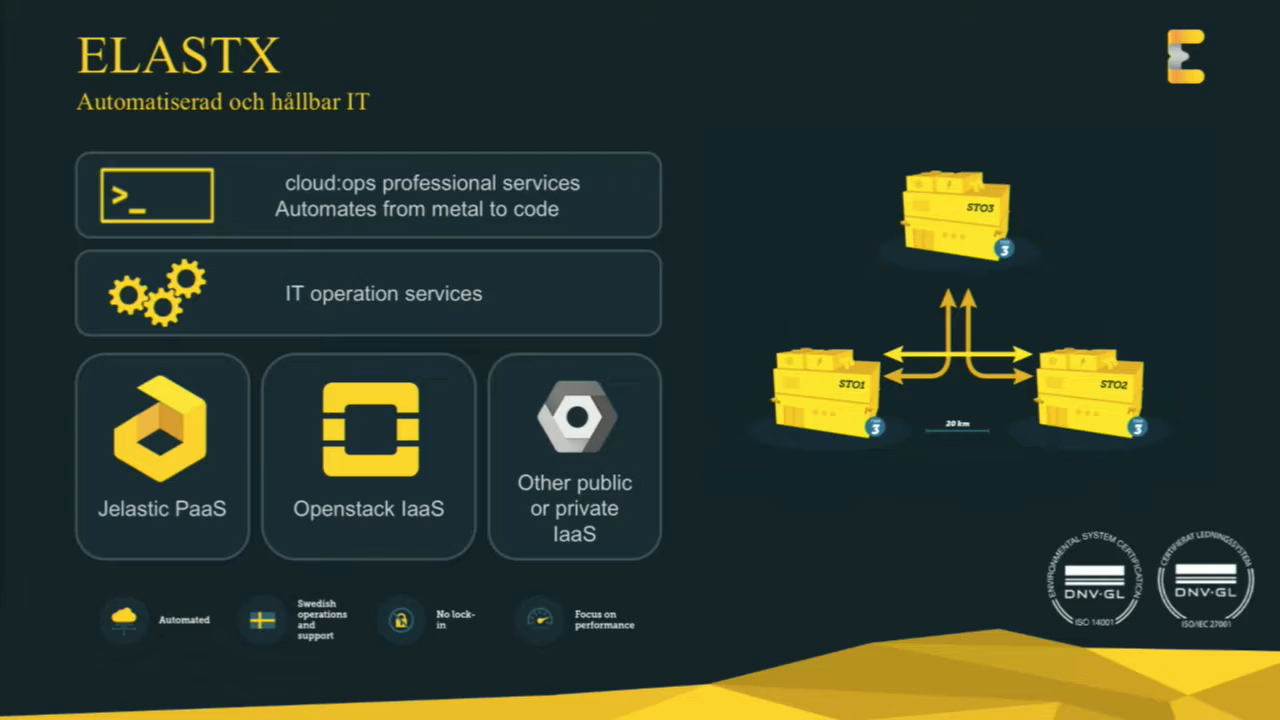 ELASTX
Automatiserad och hållbar IT
>_
cloud:ops professional services
Automates from metal to code
IT operation services
Jelastic PaaS
Openstack IaaS
Other public
or private
IaaS
STO3
3
STO1
3
STO2
3
20 km
Automated
Swedish
operations
and
support
No lock-
in
Focus on
performance
ENVIRONMENTAL SYSTEM CERTIFICATION
DNV·GL
ISO 14001
CERTIFIERAT LEDNINGSSYSTEM
DNV·GL
ISO/IEC 27001